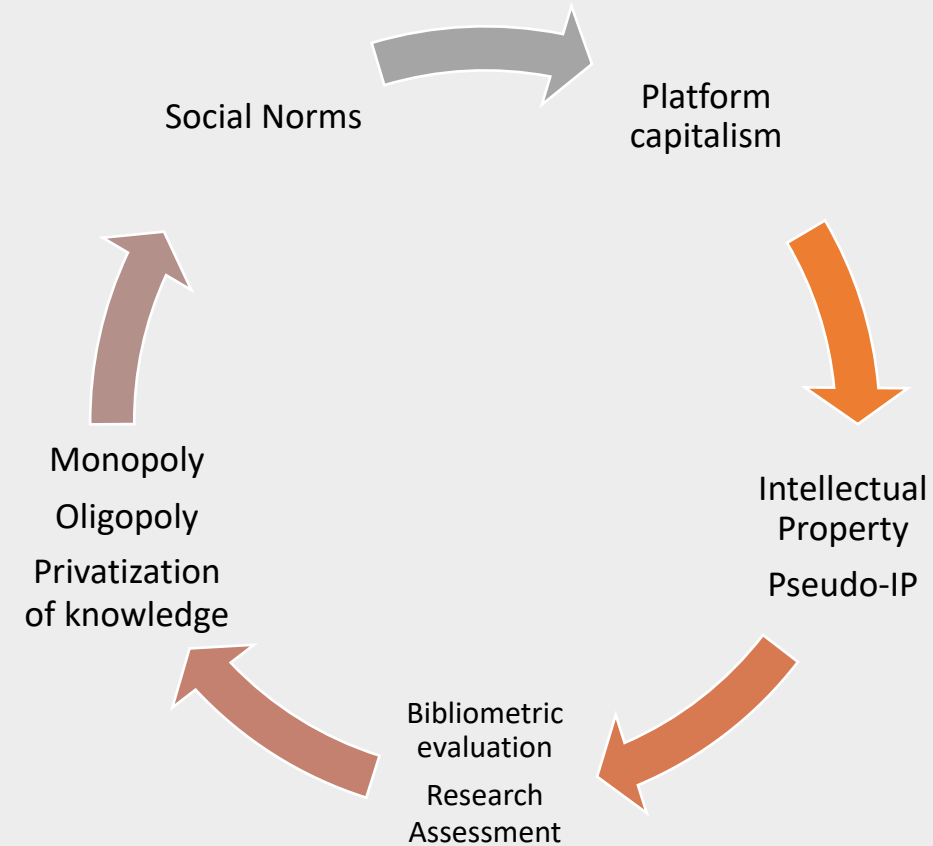 Social Norms
Platform
capitalism
Intellectual
Property
Pseudo-IP
Bibliometric
evaluation
Research
Assessment
Monopoly
Oligopoly
Privatization
of knowledge